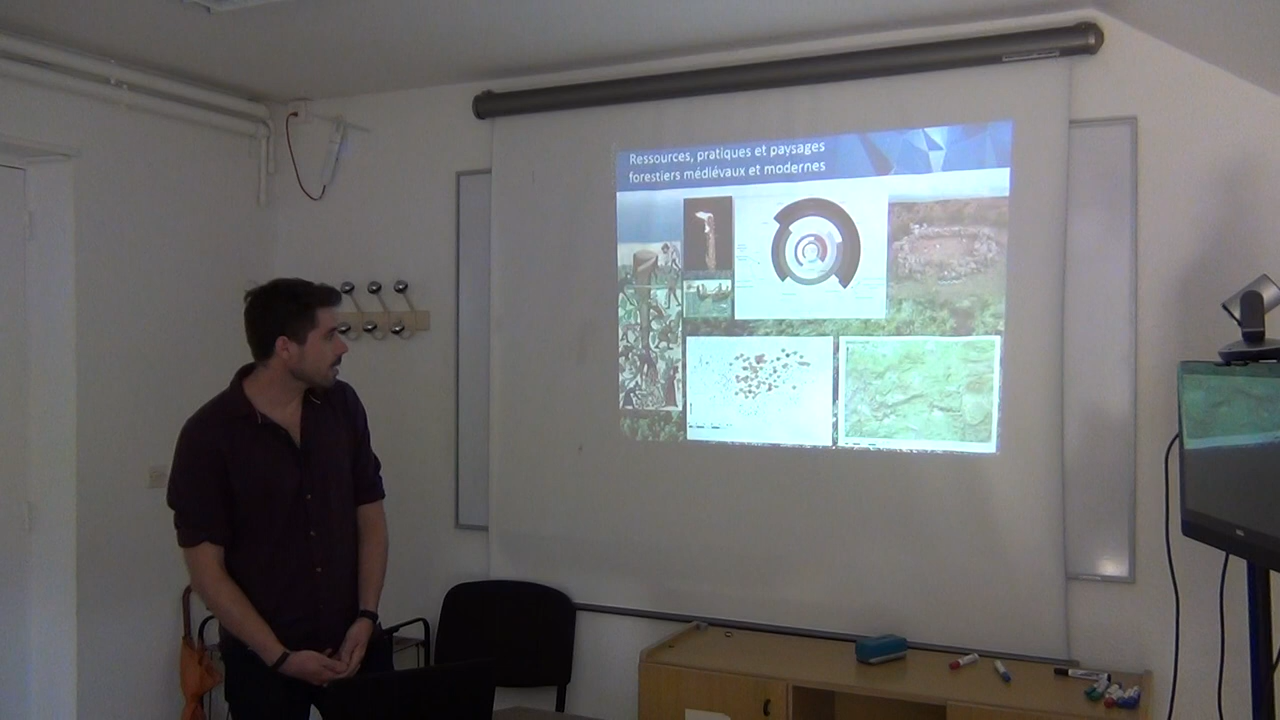 Ressources, pratiques et paysages
forestiers médiévaux et modernes